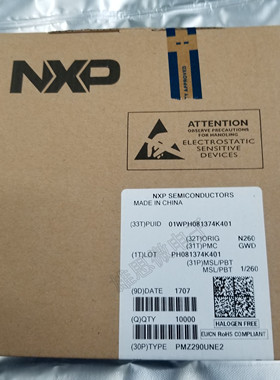 NXP
APPROVED
ATTENTION
OBSERVE PRECAUTIONS
FOR HANDLING
ELECTROSTATIC
SENSITIVE
DEVICES
NXP SEMICONDUCTORS
MADE IN CHINA
(33T)PUID 01WPH081374K401
(32T)ORIG N260
(31T)PMC GWD
(1T)LOT PH081374K401
(31P)MSL/PBT
MSL/PBT 1/260
(9D)DATE 1707
(Q)QTY 10000
HALOGEN FREE
EU/CN RoHS COMPLIANT
(30P)TYPE PMZ290UNE2